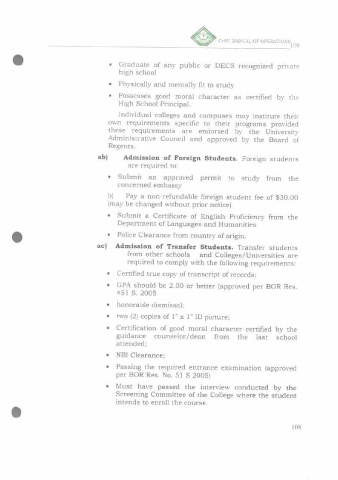 CvSU MANUAL OF OPERATIONS
108
• Graduate of any public or DECS recognized private
high school
• Physically and mentally fit to study
• Possesses good moral character as certified by the
High School Principal.
Individual colleges and campuses may institute their
own requirements specific to their programs provided
these requirements are endorsed by the University
Administrative Council and approved by the Board of
Regents.
ab) Admission of Foreign Students. Foreign students
are required to:
• Submit an approved permit to study from the
concerned embassy
b) Pay a non-refundable foreign student fee of $30.00
(may be changed without prior notice)
• Submit a Certificate of English Proficiency from the
Department of Languages and Humanities
• Police Clearance from country of origin.
ac) Admission of Transfer Students. Transfer students
from other schools and Colleges/Universities are
required to comply with the following requirements:
• Certified true copy of transcript of records;
• GPA should be 2.00 or better (approved per BOR Res.
#51 S. 2005
• honorable dismissal;
• two (2) copies of 1" x 1" ID picture;
• Certification of good moral character certified by the
guidance counselor/dean from the last school
attended;
• NBI Clearance;
• Passing the required entrance examination (approved
per BOR Res. No. 51 S 2005)
• Must have passed the interview conducted by the
Screening Committee of the College where the student
intends to enroll the course.
108